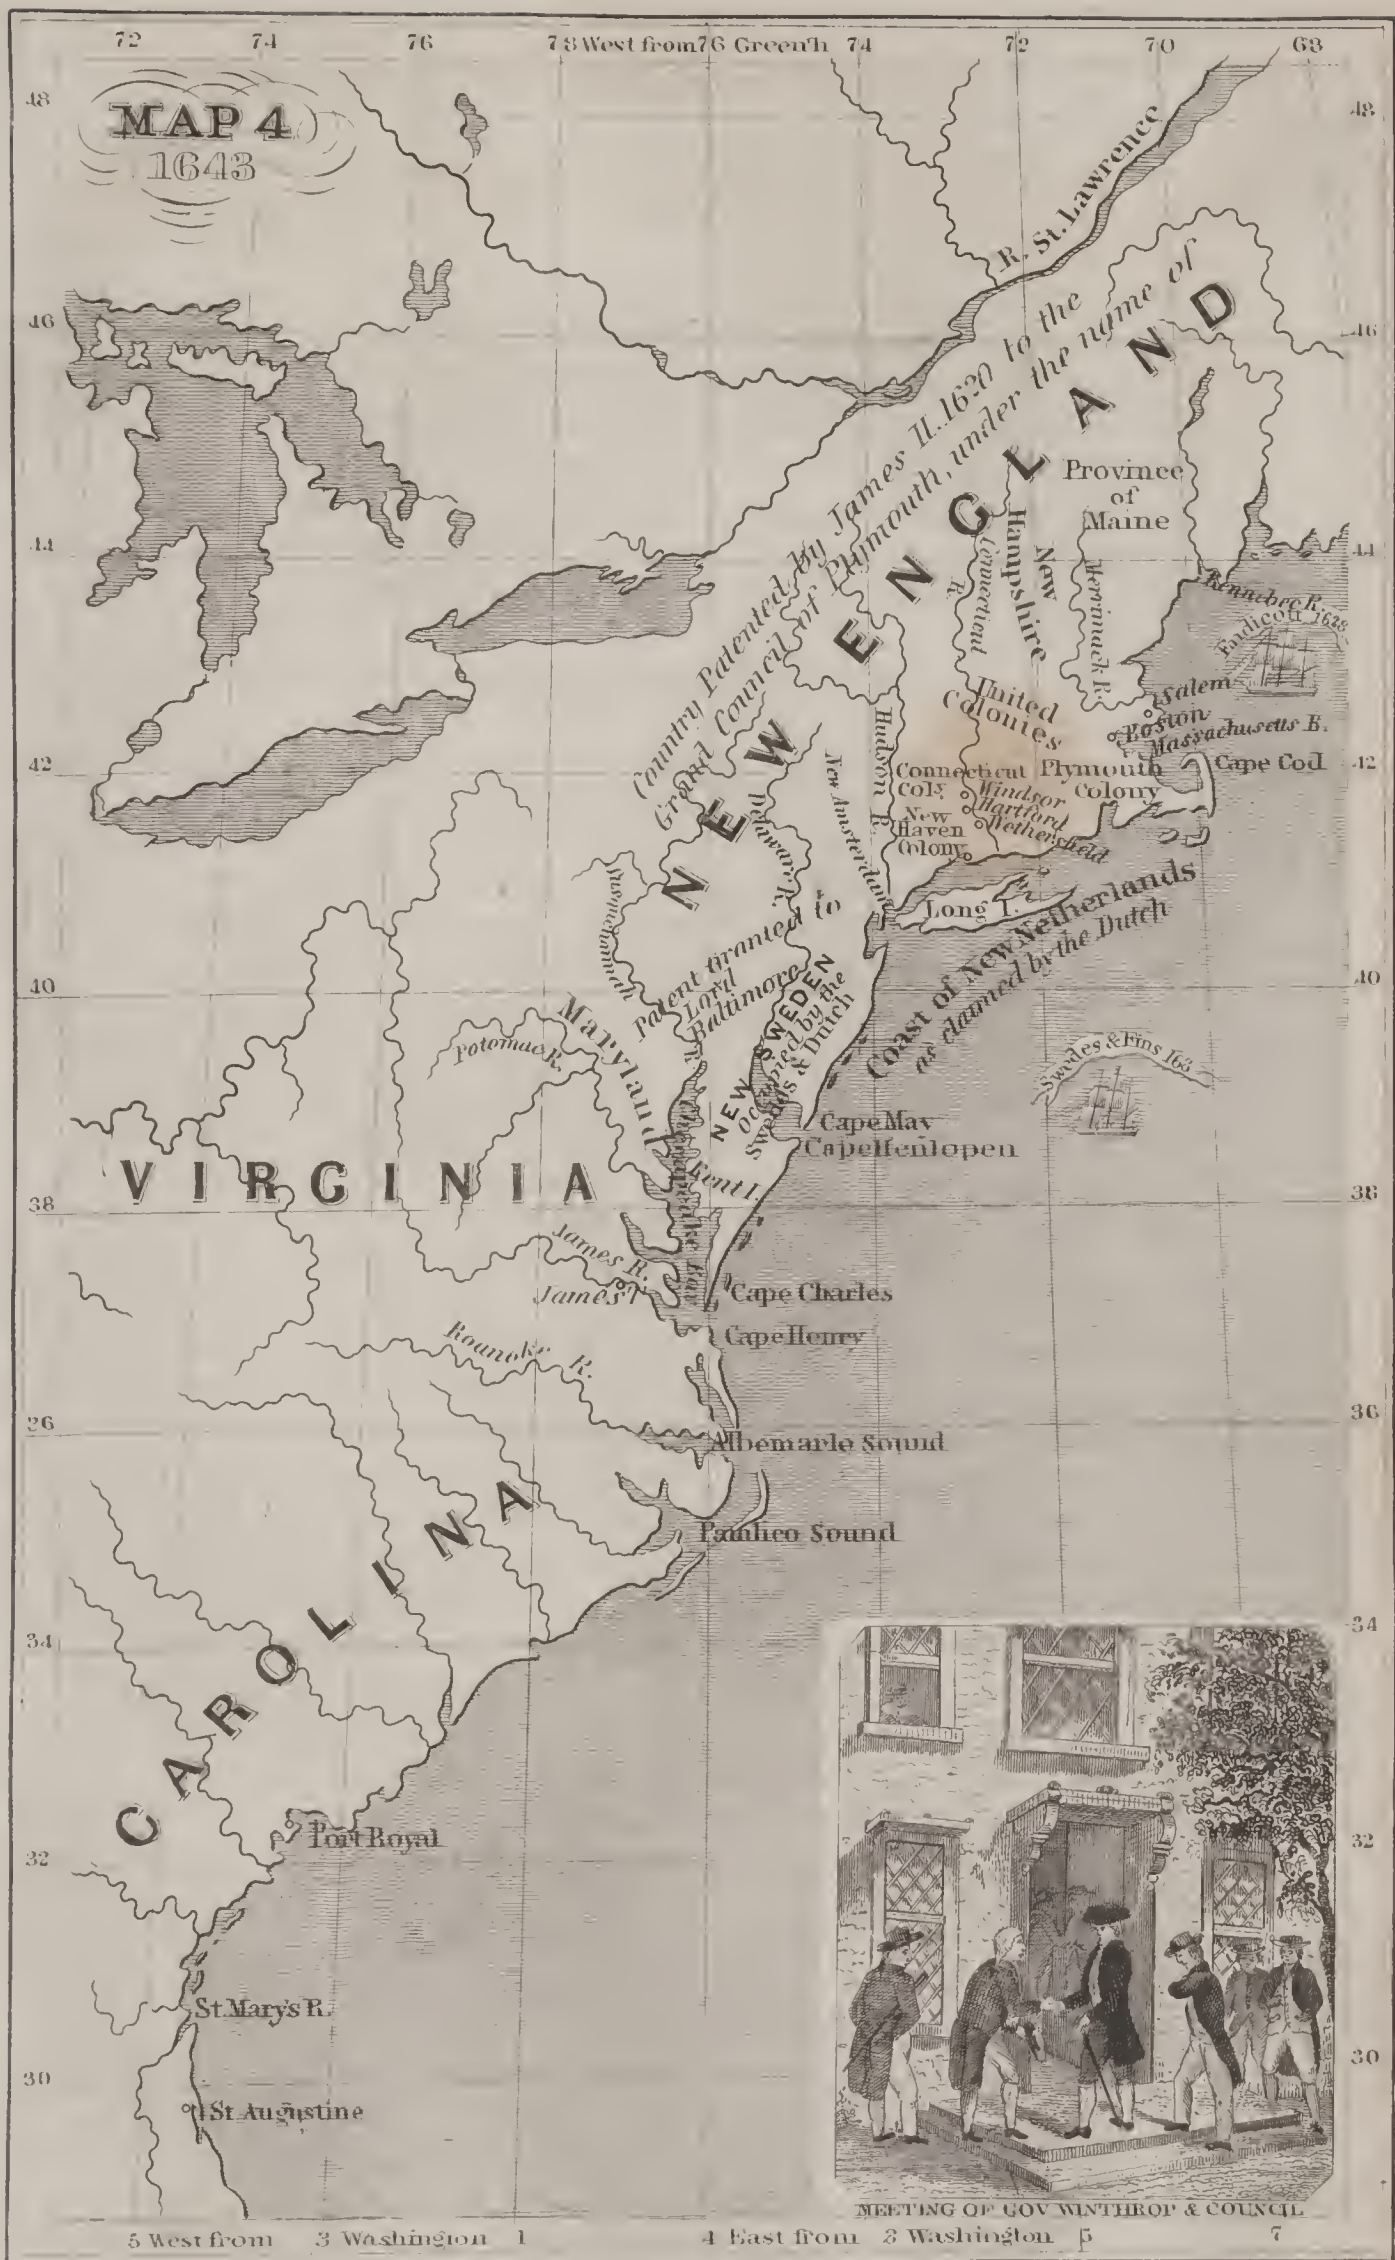 72 74 76 78 West from 76 Green'h 74 72 70 68
MAP 4
1643
48
48
46
46
44
44
42
42
40
40
38
38
36
36
34
34
32
32
30
30
R. St. Lawrence
Country Patented by James II. 1620 to the
Grand Council of Plymouth, under the name of
NEW ENGLAND
Province
of
Maine
New
Hampshire
Connecticut
R.
Merrimack R.
Kennebec R.
Endicott 1628
United
Colonies
Salem
Boston
Massachusetts B.
Cape Cod
Plymouth
Colony
Connecticut
Col.
Windsor
Hartford
Wethersfield
New
Haven
Colony
Hudson R.
New Amsterdam
Delawar R.
Long I.
Coast of New Netherlands
as claimed by the Dutch
Swedes & Fins 163
Susquehannah
R.
Patent Granted to
Lord
Baltimore
NEW SWEDEN
Occupied by the
Swedes & Dutch
Maryland
Potomac R.
Chesapeake Bay
Kent I.
Cape May
Cape Henlopen
VIRGINIA
James R.
James T.
Cape Charles
Cape Henry
Roanoke R.
Albemarle Sound
Pamlico Sound
CAROLINA
Port Royal
St. Mary's R.
St. Augustine
MEETING OF GOV WINTHROP & COUNCIL
5 West from 3 Washington 1 4 East from 3 Washington 5 7